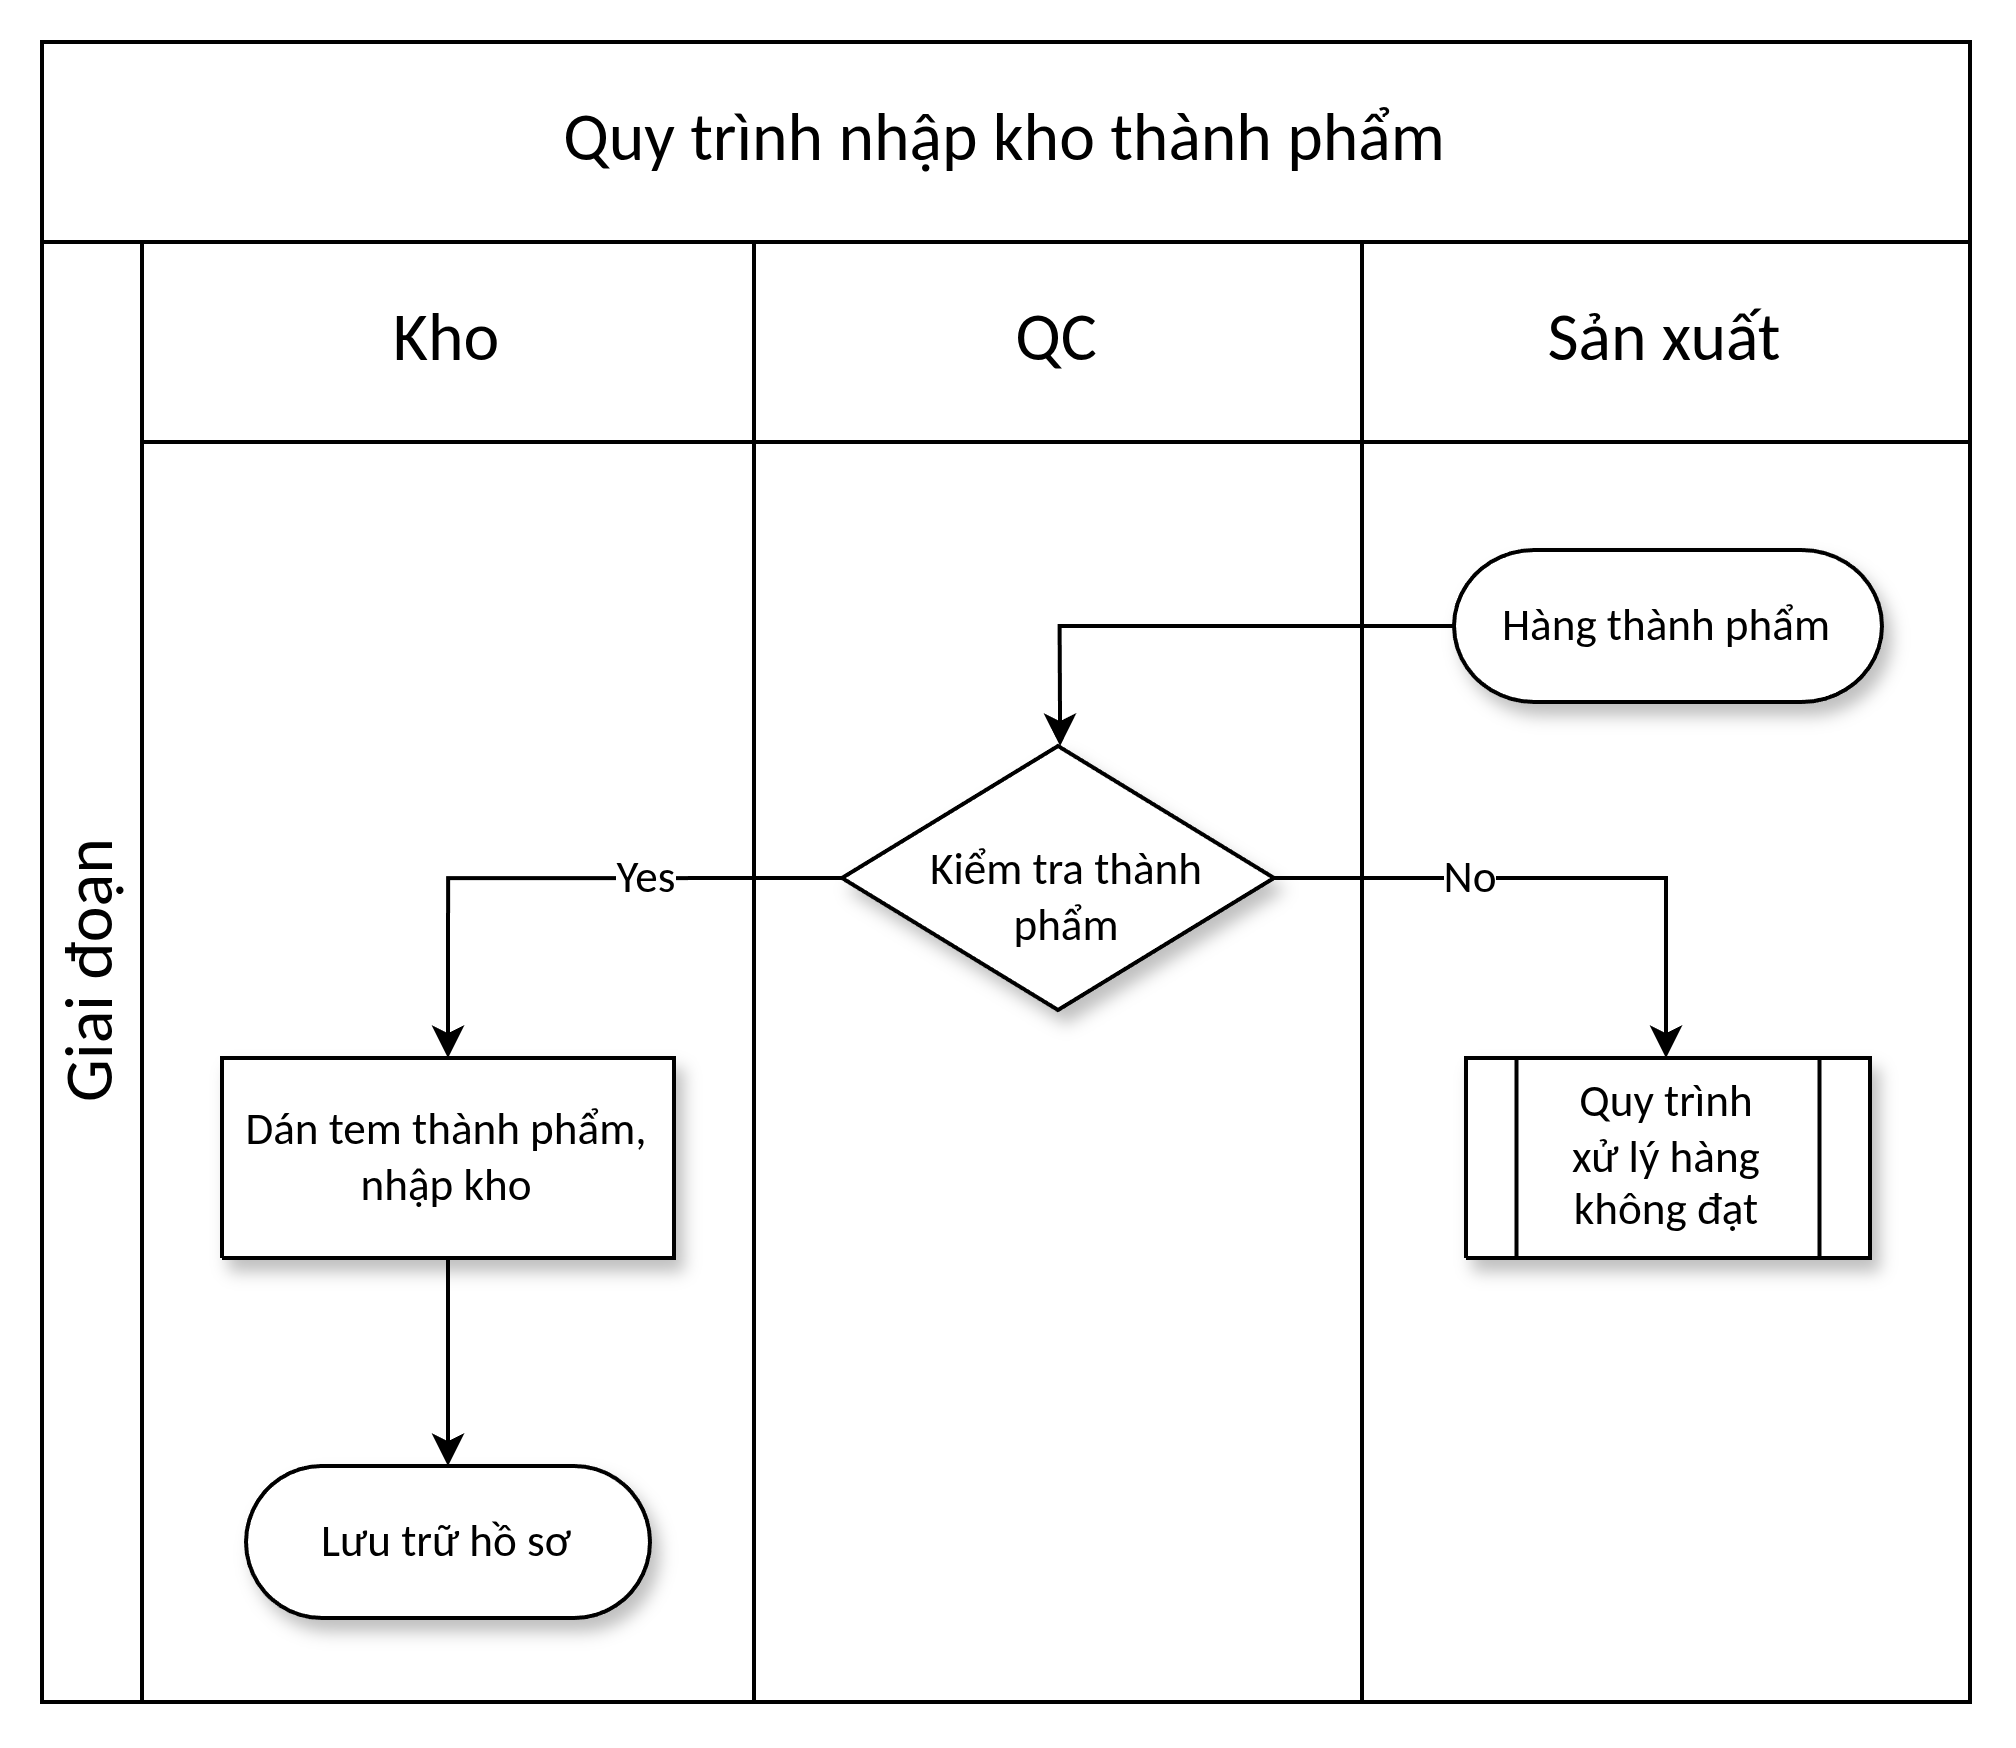 Quy trình nhập kho thành phẩm
Kho
QC
Sản xuất
Giai đoạn
Hàng thành phẩm
Kiểm tra thành
phẩm
Yes
No
Dán tem thành phẩm,
nhập kho
Quy trình
xử lý hàng
không đạt
Lưu trữ hồ sơ